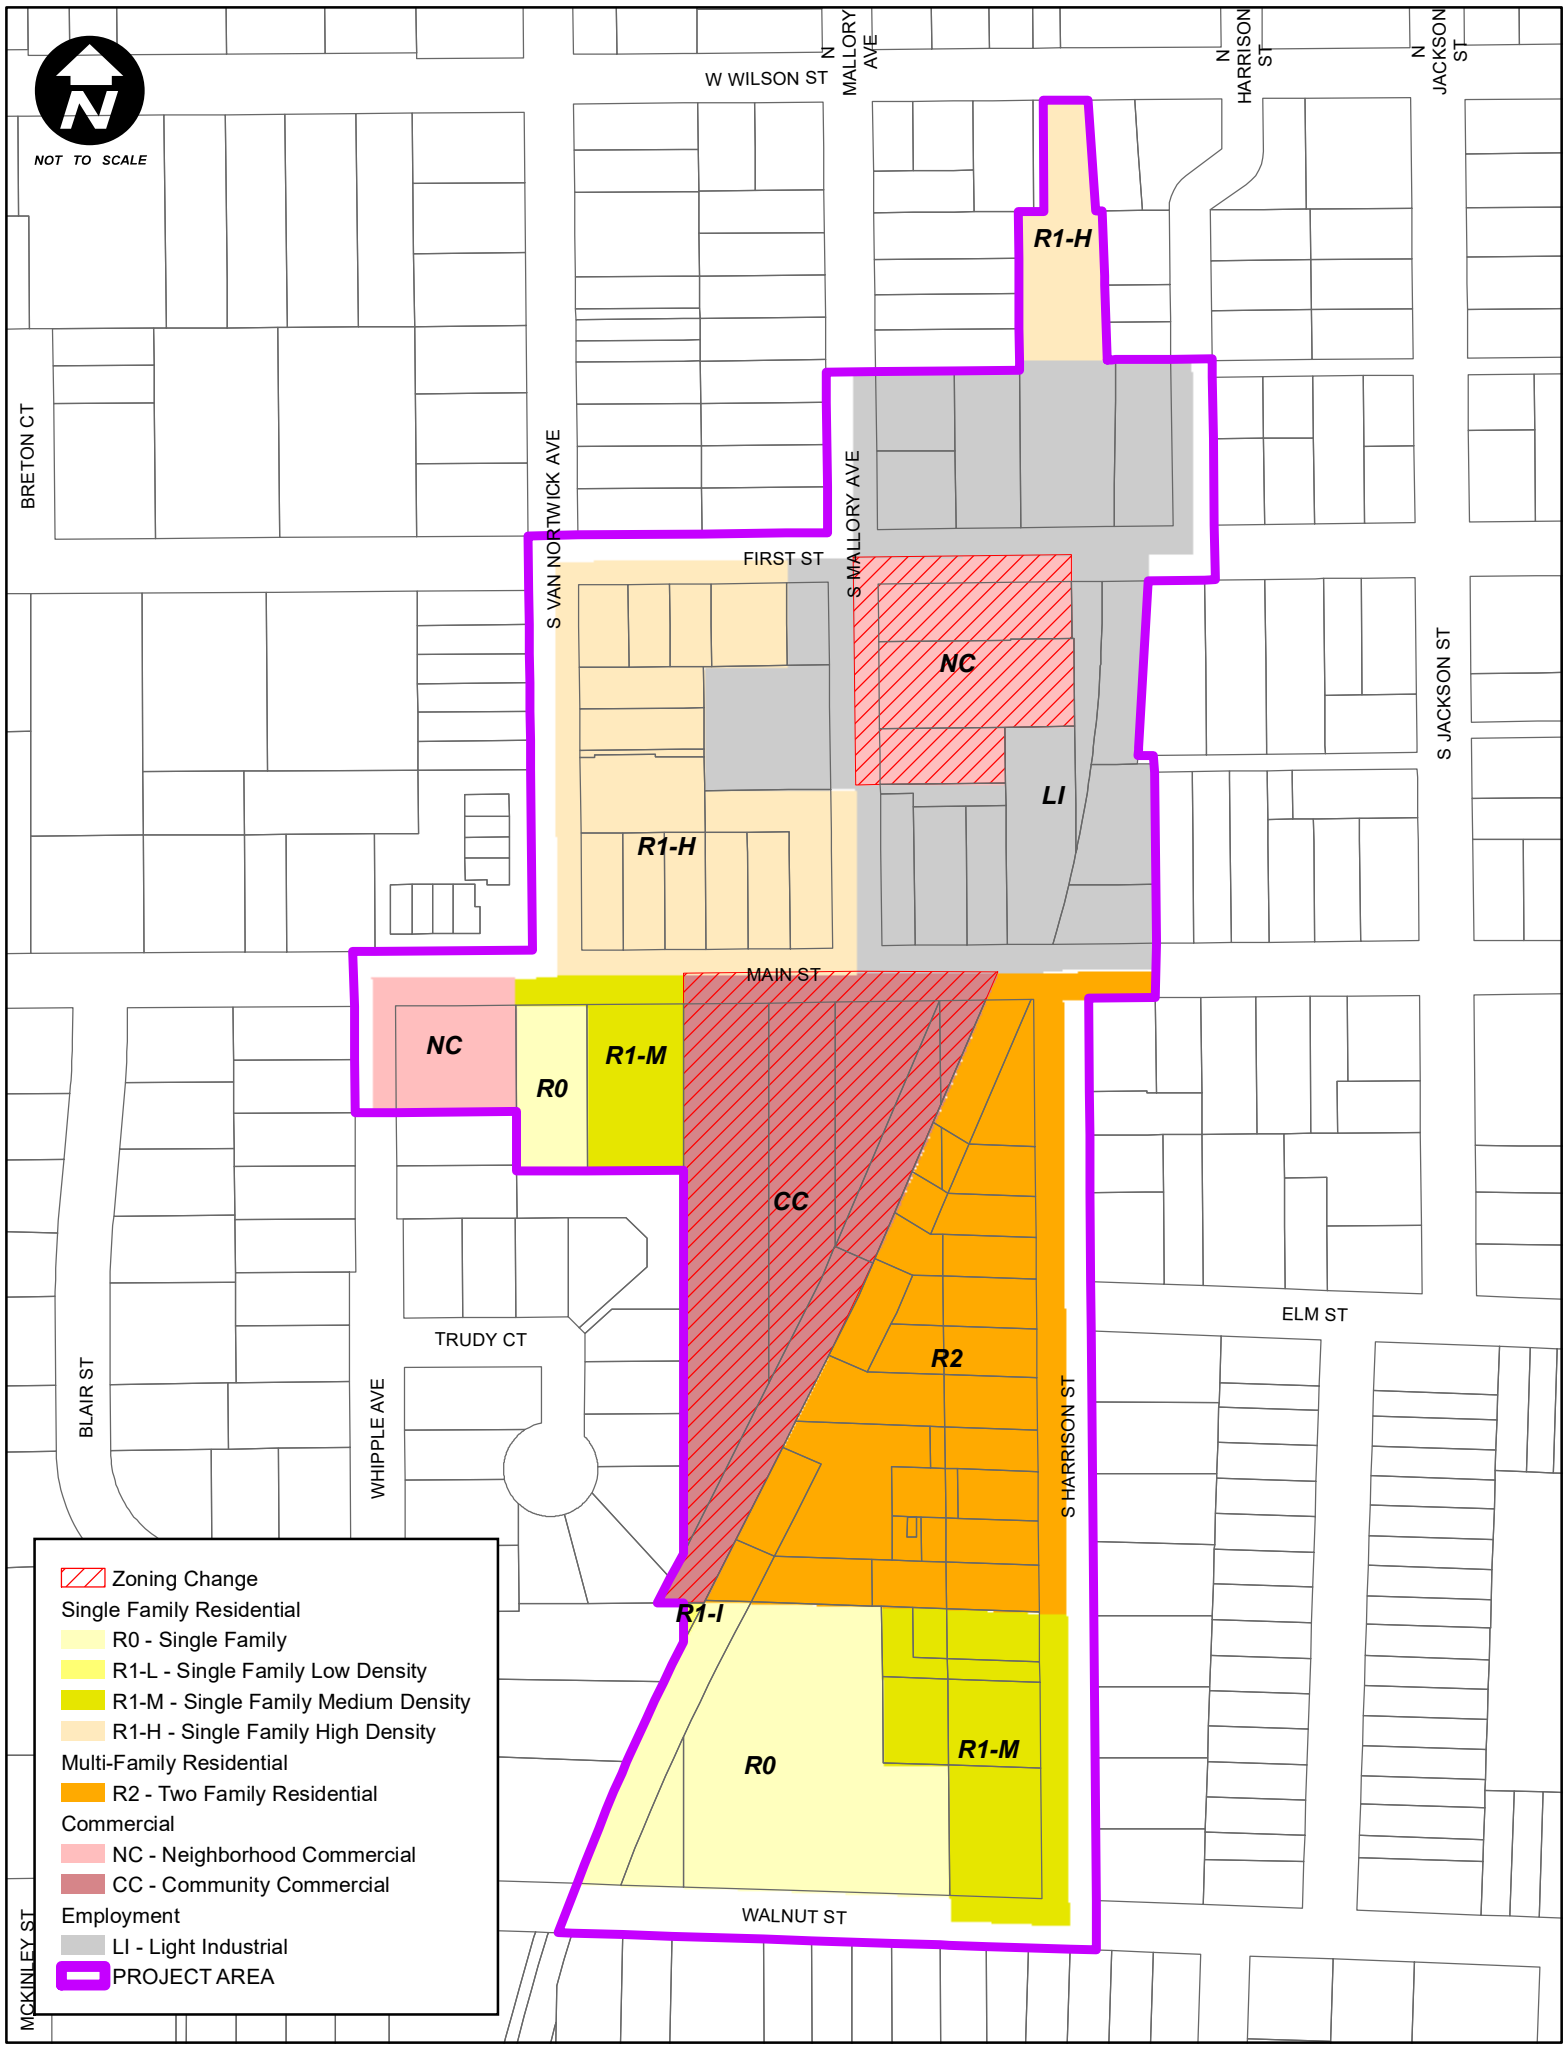 N
MALLORY
AVE
N
HARRISON
ST
N
JACKSON
ST
W WILSON ST
N
NOT TO SCALE
R1-H
BRETON CT
S VAN NORTWICK AVE
S MALLORY AVE
FIRST ST
NC
S JACKSON ST
LI
R1-H
MAIN ST
NC
R0
R1-M
CC
ELM ST
TRUDY CT
R2
BLAIR ST
WHIPPLE AVE
S HARRISON ST
R1-I
R1-M
R0
WALNUT ST
MCKINLEY ST
Zoning Change
Single Family Residential
R0 - Single Family
R1-L - Single Family Low Density
R1-M - Single Family Medium Density
R1-H - Single Family High Density
Multi-Family Residential
R2 - Two Family Residential
Commercial
NC - Neighborhood Commercial
CC - Community Commercial
Employment
LI - Light Industrial
PROJECT AREA